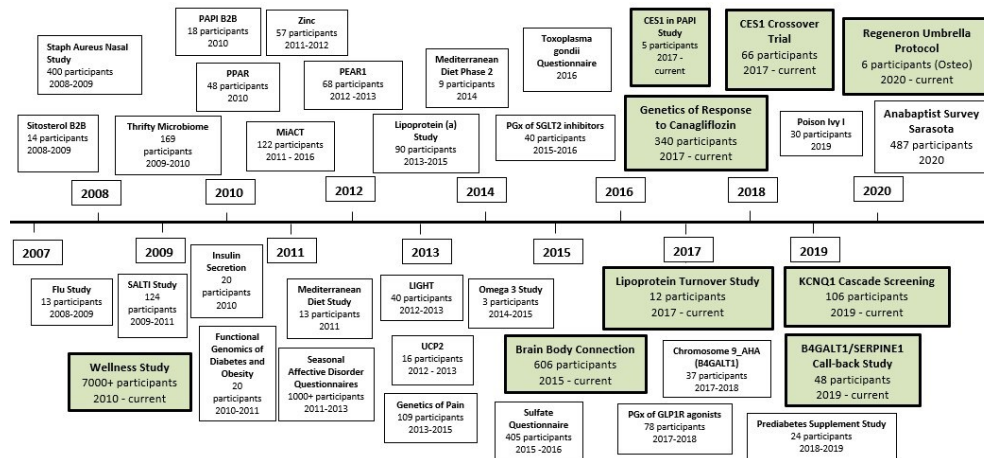 Staph Aureus Nasal
Study
400 participants
2008-2009
PAPI B2B
18 participants
2010
Zinc
57 participants
2011-2012
PPAR
48 participants
2010
PEAR1
68 participants
2012 -2013
Mediterranean
Diet Phase 2
9 participants
2014
Toxoplasma
gondii
Questionnaire
2016
CES1 in PAPI
Study
5 participants
2017 -
current
CES1 Crossover
Trial
66 participants
2017 - current
Regeneron Umbrella
Protocol
6 participants (Osteo)
2020 - current
Sitosterol B2B
14 participants
2008-2009
Thrifty Microbiome
169
participants
2009-2010
MiACT
122 participants
2011 - 2016
Lipoprotein (a)
Study
90 participants
2013-2015
PGx of SGLT2 inhibitors
40 participants
2015-2016
Genetics of Response
to Canagliflozin
340 participants
2017 - current
Poison Ivy I
30 participants
2019
Anabaptist Survey
Sarasota
487 participants
2020
2008
2010
2012
2014
2016
2018
2020
2007
2009
2011
2013
2015
2017
2019
Flu Study
13 participants
2008-2009
SALTI Study
124
participants
2009-2011
Insulin
Secretion
20
participants
2010
Mediterranean
Diet Study
13 participants
2011
LIGHT
40 participants
2012-2013
Omega 3 Study
3 participants
2014-2015
Lipoprotein Turnover Study
12 participants
2017 - current
KCNQ1 Cascade Screening
106 participants
2019 - current
Wellness Study
7000+ participants
2010 - current
Functional
Genomics of
Diabetes and
Obesity
20
participants
2010-2011
Seasonal
Affective Disorder
Questionnaires
1000+ participants
2011-2013
UCP2
16 participants
2012 - 2013
Genetics of Pain
109 participants
2013-2015
Brain Body Connection
606 participants
2015 - current
Sulfate
Questionnaire
405 participants
2015 -2016
Chromosome 9_AHA
(B4GALT1)
37 participants
2017-2018
PGx of GLP1R agonists
78 participants
2017-2018
B4GALT1/SERPINE1
Call-back Study
48 participants
2019 - current
Prediabetes Supplement Study
24 participants
2018-2019